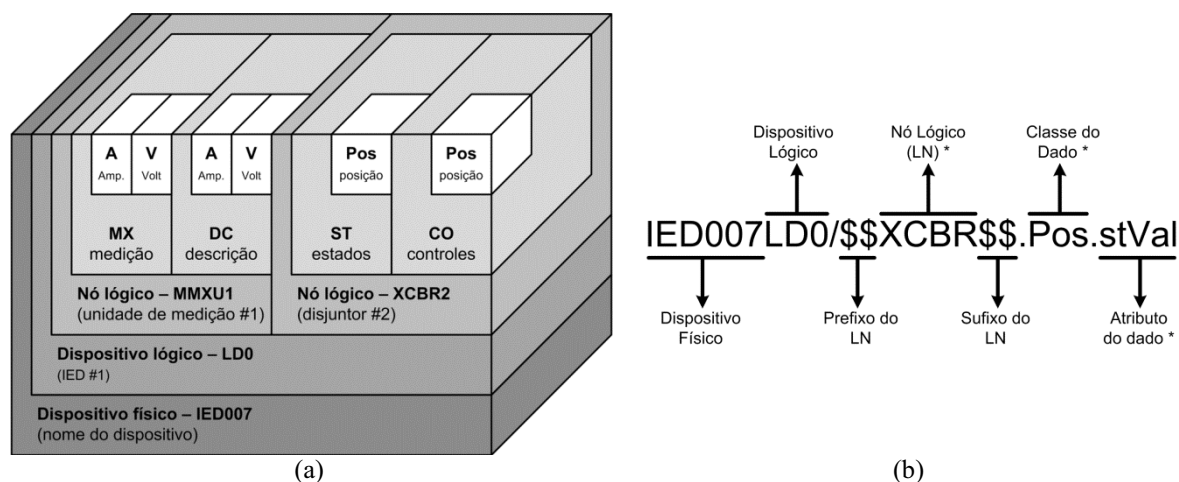 A
Amp.
V
Volt
A
Amp.
V
Volt
Pos
posição
Pos
posição
MX
medição
DC
descrição
ST
estados
CO
controles
Nó lógico – MMXU1
(unidade de medição #1)
Nó lógico – XCBR2
(disjuntor #2)
Dispositivo lógico – LD0
(IED #1)
Dispositivo físico – IED007
(nome do dispositivo)
(a)
Dispositivo
Lógico
Nó Lógico
(LN) *
Classe do
Dado *
IED007LD0/$$XCBR$$.Pos.stVal
Dispositivo
Físico
Prefixo do
LN
Sufixo do
LN
Atributo
do dado *
(b)